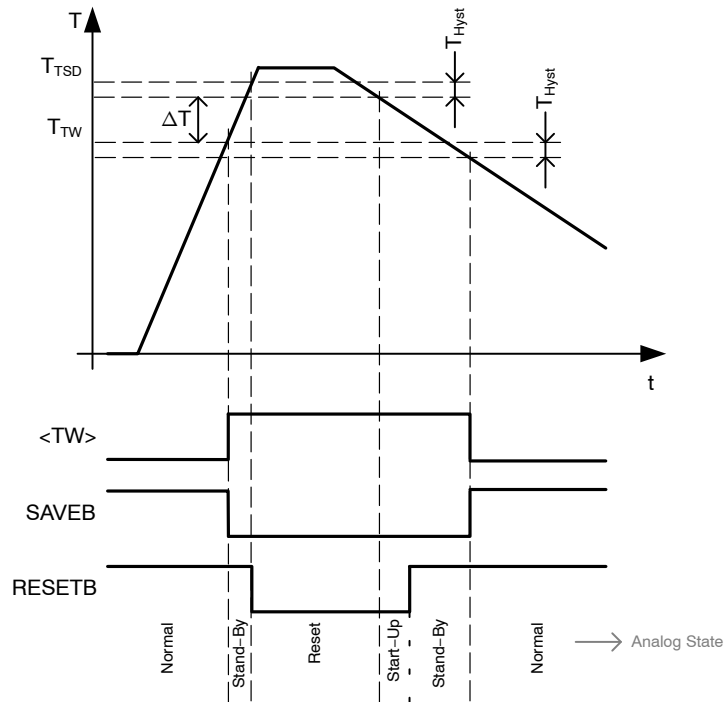 T
T_TSD
T_Hyst
ΔT
T_TW
T_Hyst
t
<TW>
SAVEB
RESETB
Normal
Stand-By
Reset
Start-Up
Stand-By
Normal
Analog State